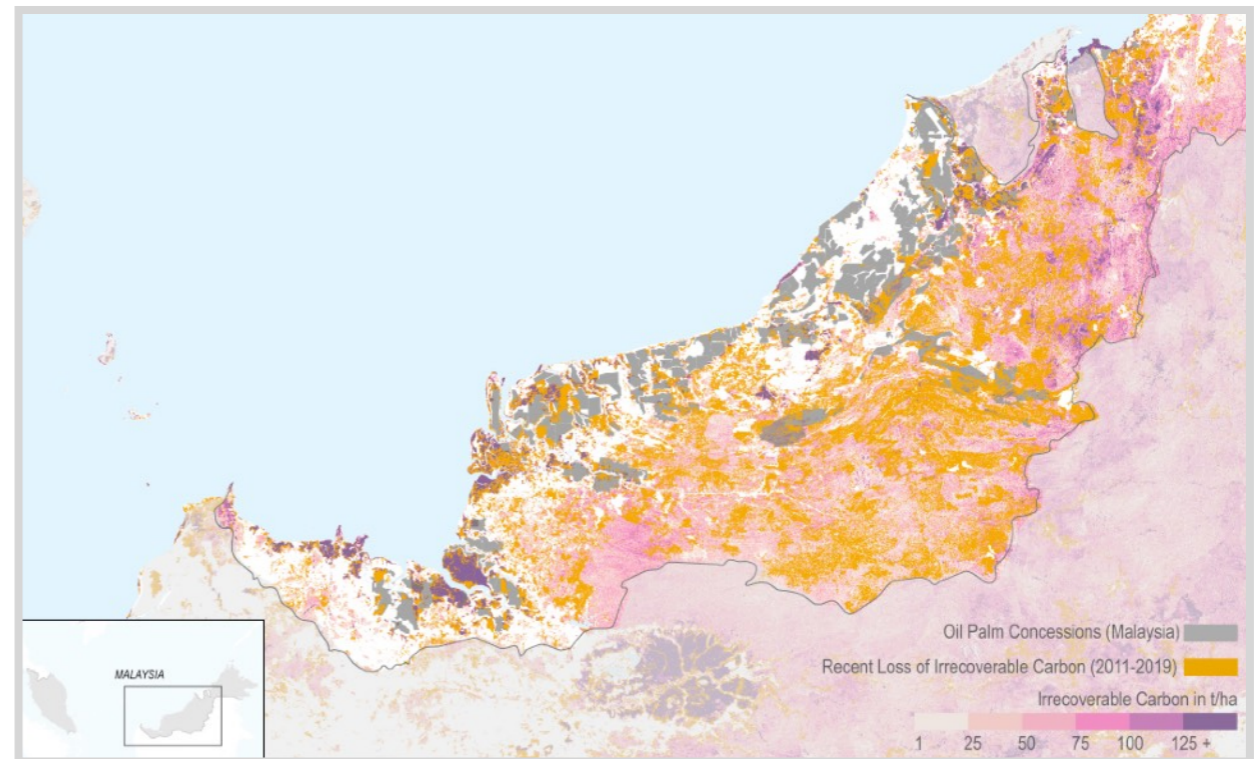 MALAYSIA
Oil Palm Concessions (Malaysia)
Recent Loss of Irrecoverable Carbon (2011-2019)
Irrecoverable Carbon in t/ha
1 25 50 75 100 125 +